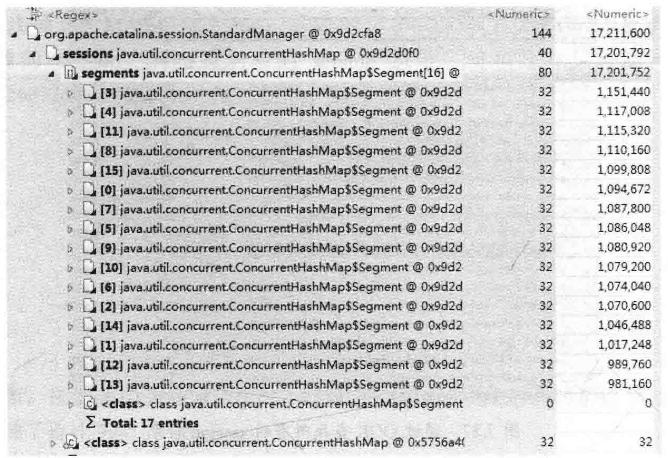 <Regex> <Numeric> <Numeric>
org.apache.catalina.session.StandardManager @ 0x9d2cfa8 144 17,211,600
sessions java.util.concurrent.ConcurrentHashMap @ 0x9d2d0f0 40 17,201,792
segments java.util.concurrent.ConcurrentHashMap$Segment[16] @ 80 17,201,752
[3] java.util.concurrent.ConcurrentHashMap$Segment @ 0x9d2d 32 1,151,440
[4] java.util.concurrent.ConcurrentHashMap$Segment @ 0x9d2d 32 1,117,008
[11] java.util.concurrent.ConcurrentHashMap$Segment @ 0x9d2 32 1,115,320
[8] java.util.concurrent.ConcurrentHashMap$Segment @ 0x9d2d 32 1,110,160
[15] java.util.concurrent.ConcurrentHashMap$Segment @ 0x9d2 32 1,099,808
[0] java.util.concurrent.ConcurrentHashMap$Segment @ 0x9d2d 32 1,094,672
[7] java.util.concurrent.ConcurrentHashMap$Segment @ 0x9d2d 32 1,087,800
[5] java.util.concurrent.ConcurrentHashMap$Segment @ 0x9d2d 32 1,086,048
[9] java.util.concurrent.ConcurrentHashMap$Segment @ 0x9d2d 32 1,080,920
[10] java.util.concurrent.ConcurrentHashMap$Segment @ 0x9d2 32 1,079,200
[6] java.util.concurrent.ConcurrentHashMap$Segment @ 0x9d2d 32 1,074,040
[2] java.util.concurrent.ConcurrentHashMap$Segment @ 0x9d2d 32 1,070,600
[14] java.util.concurrent.ConcurrentHashMap$Segment @ 0x9d2 32 1,046,488
[1] java.util.concurrent.ConcurrentHashMap$Segment @ 0x9d2d 32 1,017,248
[12] java.util.concurrent.ConcurrentHashMap$Segment @ 0x9d2 32 989,760
[13] java.util.concurrent.ConcurrentHashMap$Segment @ 0x9d2 32 981,160
<class> class java.util.concurrent.ConcurrentHashMap$Segment 0 0
Σ Total: 17 entries
<class> class java.util.concurrent.ConcurrentHashMap @ 0x5756a4( 32 32